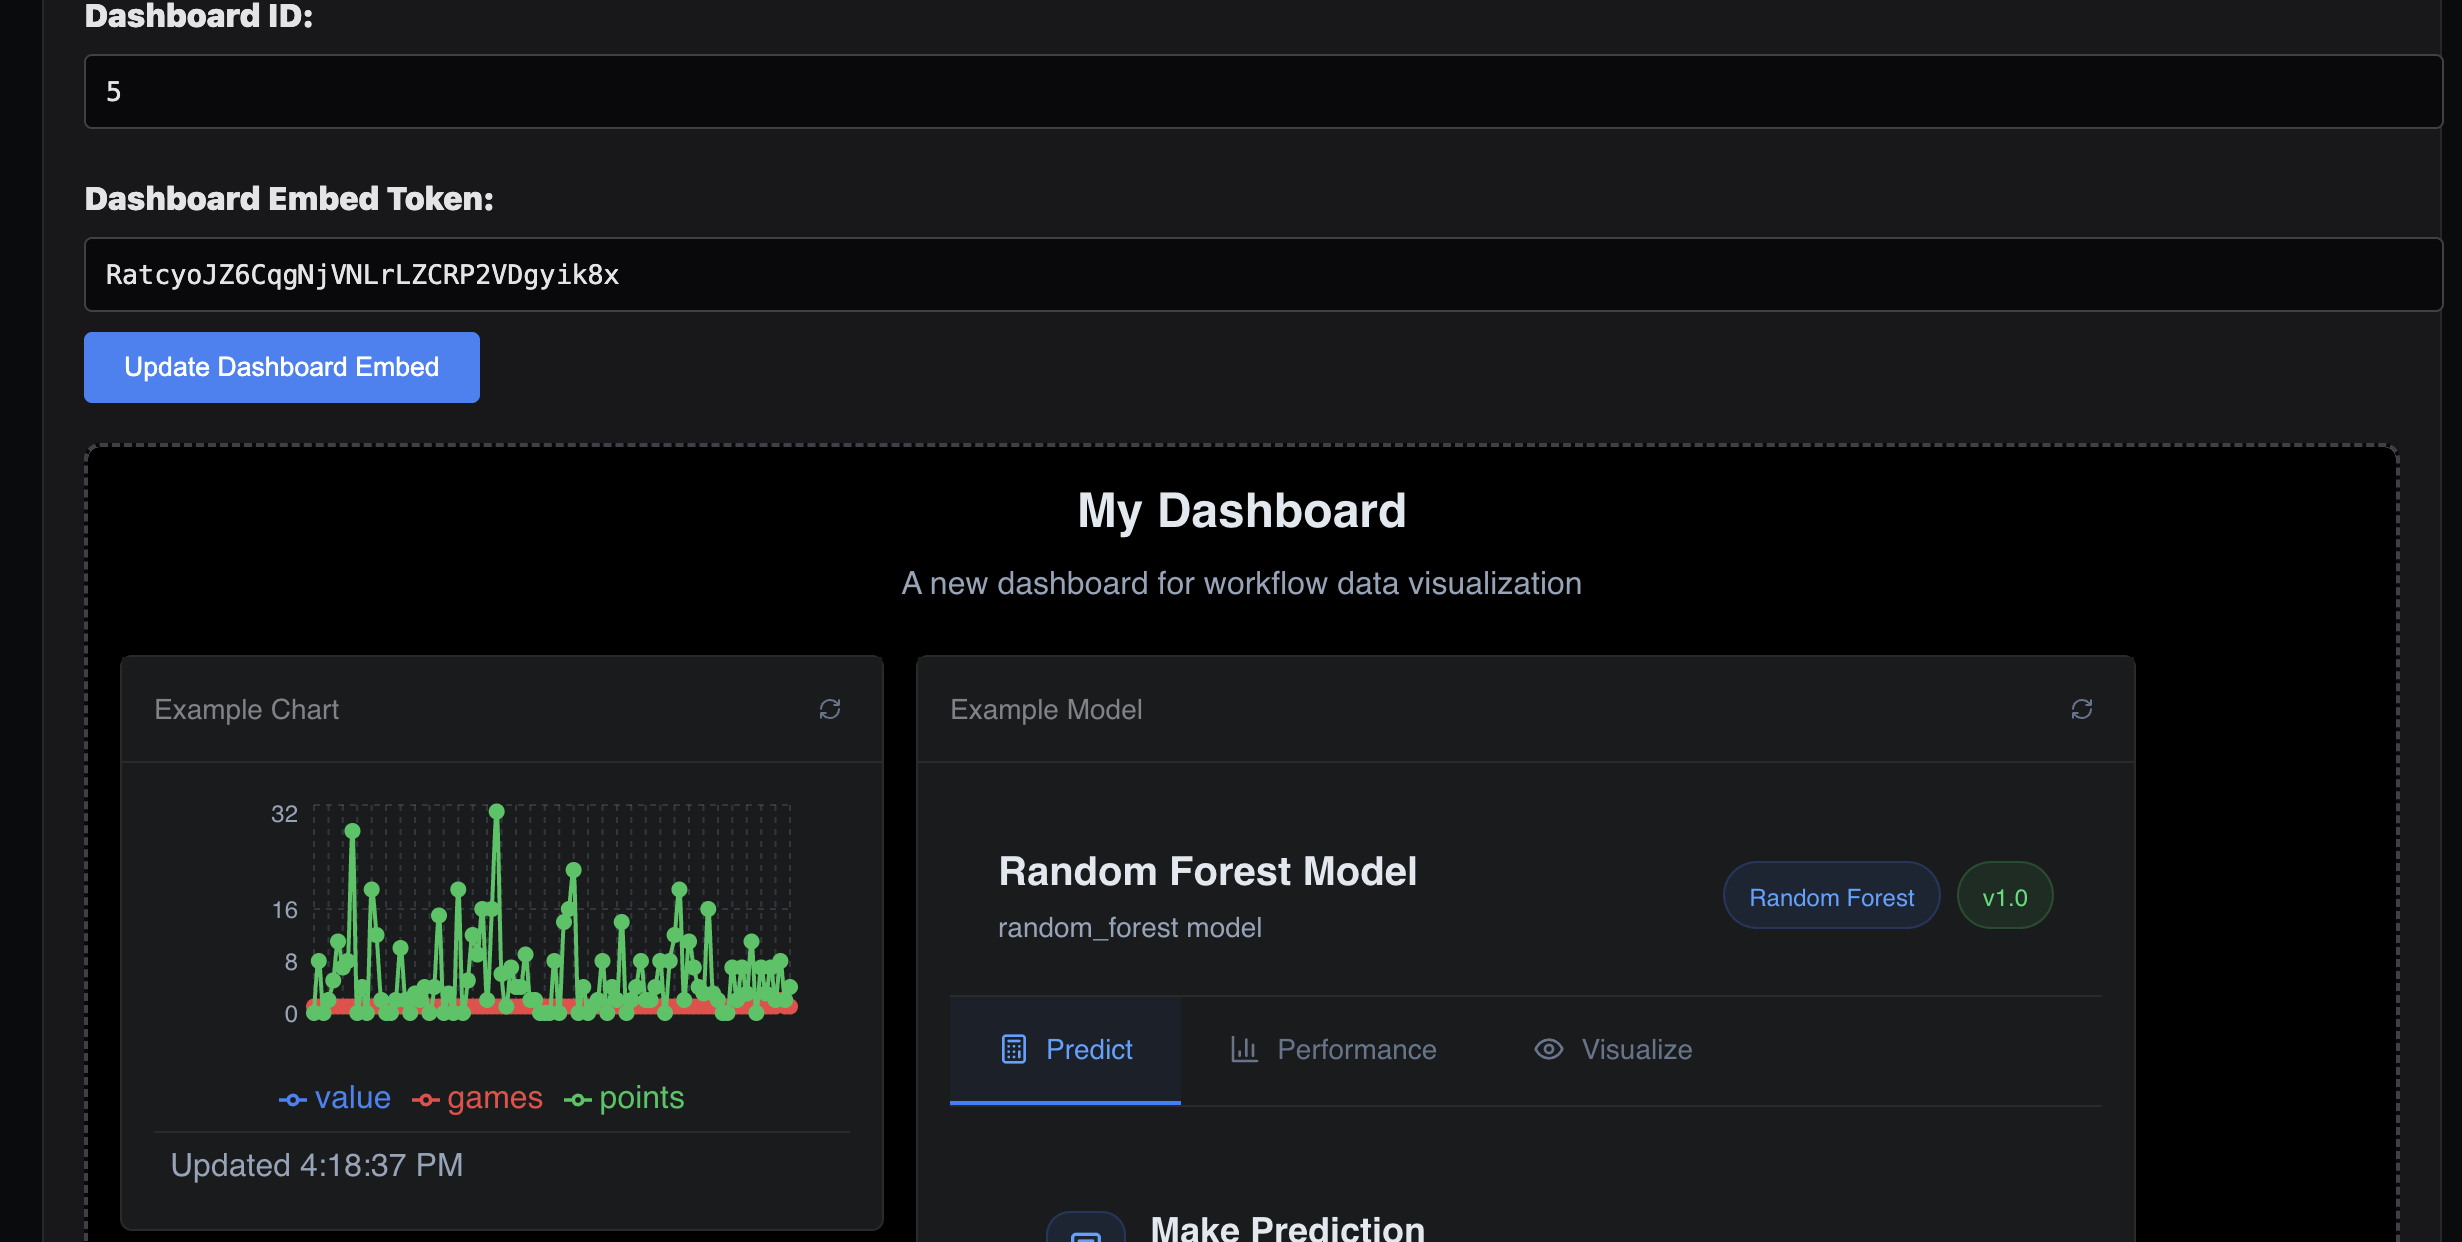 Dashboard ID:
5
Dashboard Embed Token:
RatcyoJZ6CqgNjVNLrLZCRP2VDgyik8x
Update Dashboard Embed
My Dashboard
A new dashboard for workflow data visualization
Example Chart
32
16
8
0
value games points
Updated 4:18:37 PM
Example Model
Random Forest Model
random_forest model
Random Forest v1.0
Predict Performance Visualize
Make Prediction